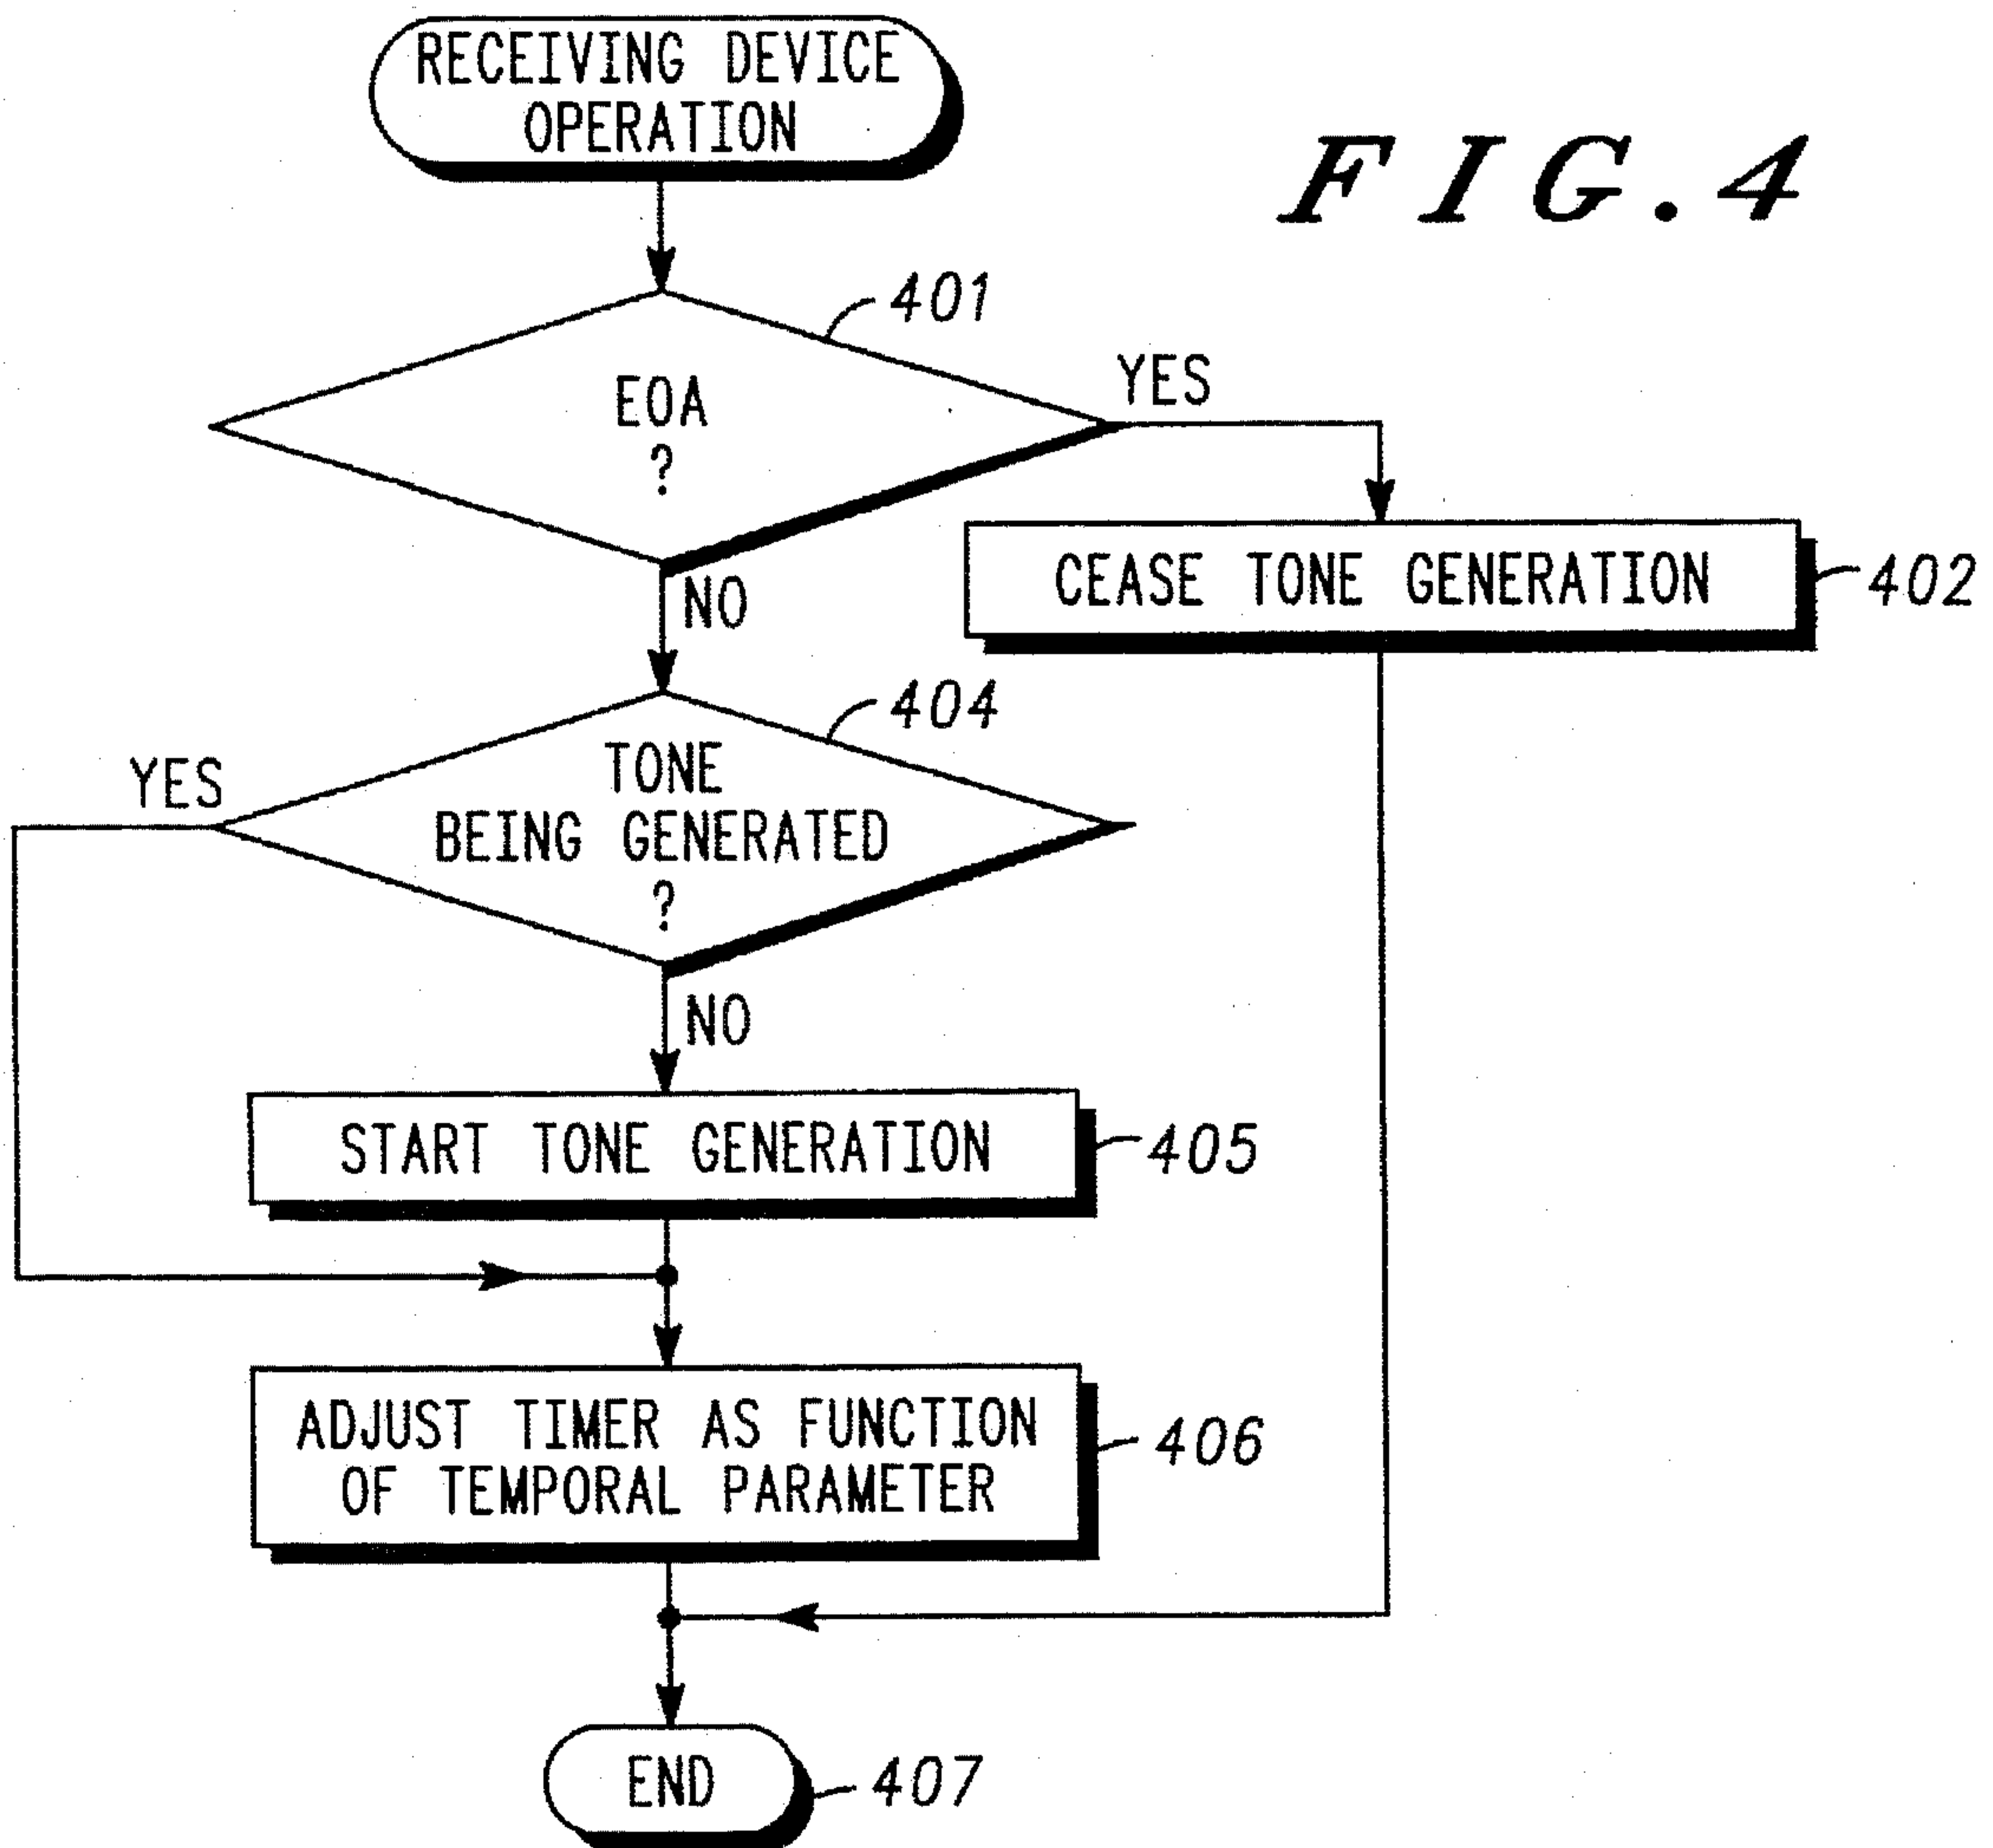 RECEIVING DEVICE
OPERATION
FIG.4
401
EOA
?
YES
NO
CEASE TONE GENERATION
402
404
TONE
BEING GENERATED
?
YES
NO
START TONE GENERATION
405
ADJUST TIMER AS FUNCTION
OF TEMPORAL PARAMETER
406
END
407